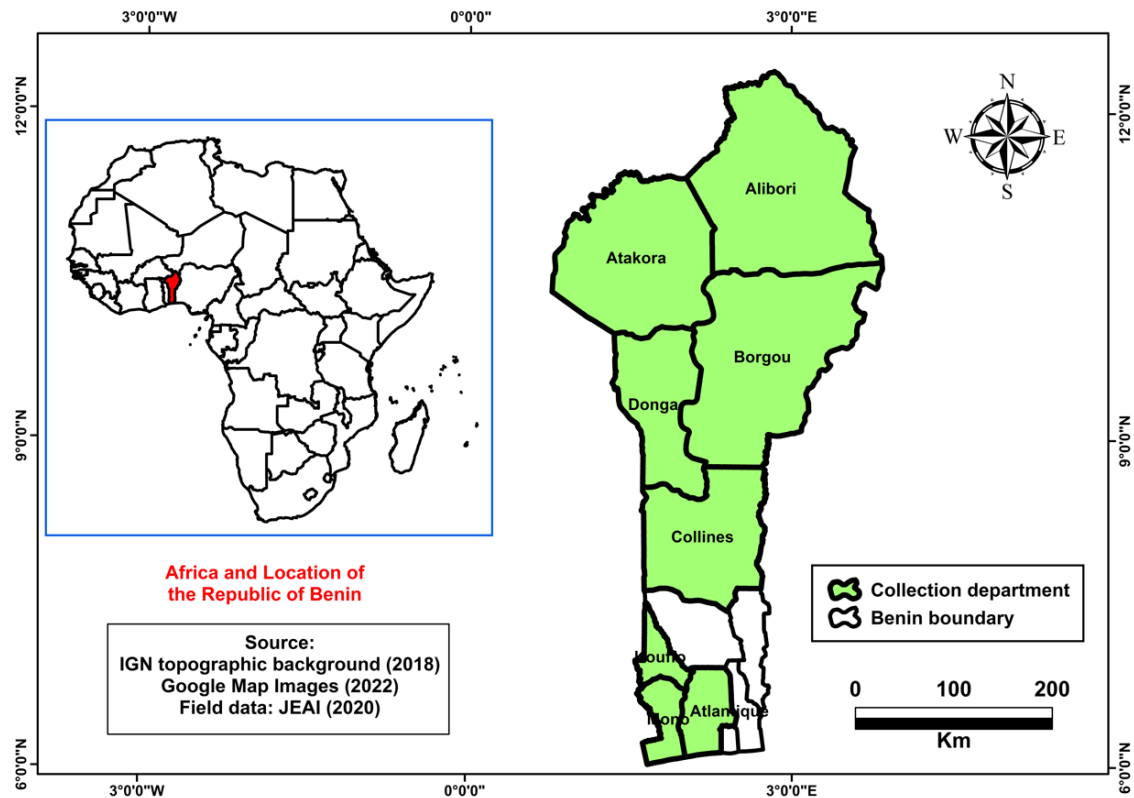 3°0'0"W 0°0'0" 3°0'0"E
12°0'0"N
12°0'0"N
N
W E
S
Alibori
Atakora
Borgou
Donga
9°0'0"N
9°0'0"N
Collines
Africa and Location of
the Republic of Benin
Collection department
Benin boundary
Source:
IGN topographic background (2018)
Google Map Images (2022)
Field data: JEAI (2020)
Kouffo
Mono
Atlantique
0 100 200
Km
6°0'0"N
6°0'0"N
3°0'0"W 0°0'0" 3°0'0"E